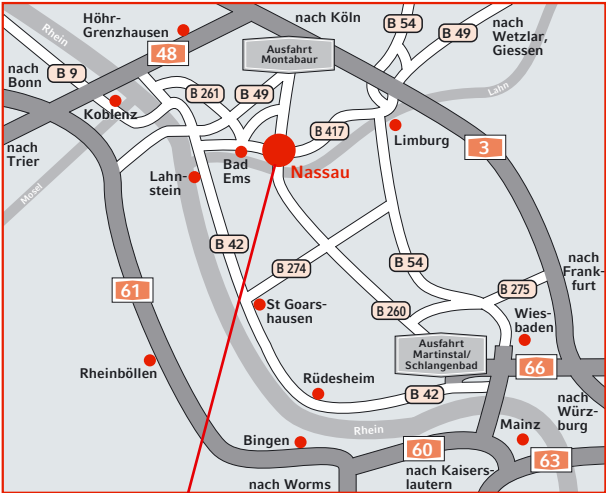 Höhr-
Grenzhausen
nach Köln
B 54
B 49
nach
Wetzlar,
Giessen
Rhein
48
Ausfahrt
Montabaur
nach
Bonn
B 9
B 261
B 49
Lahn
Koblenz
B 417
Limburg
3
nach
Trier
Mosel
Lahn-
stein
Bad
Ems
Nassau
B 42
B 274
B 54
nach
Frank-
furt
61
B 275
St Goars-
hausen
B 260
Wies-
baden
Ausfahrt
Martinstal/
Schlangenbad
66
Rheinböllen
Rüdesheim
B 42
nach
Würz-
burg
Rhein
Mainz
Bingen
60
63
nach Worms
nach Kaisers-
lautern